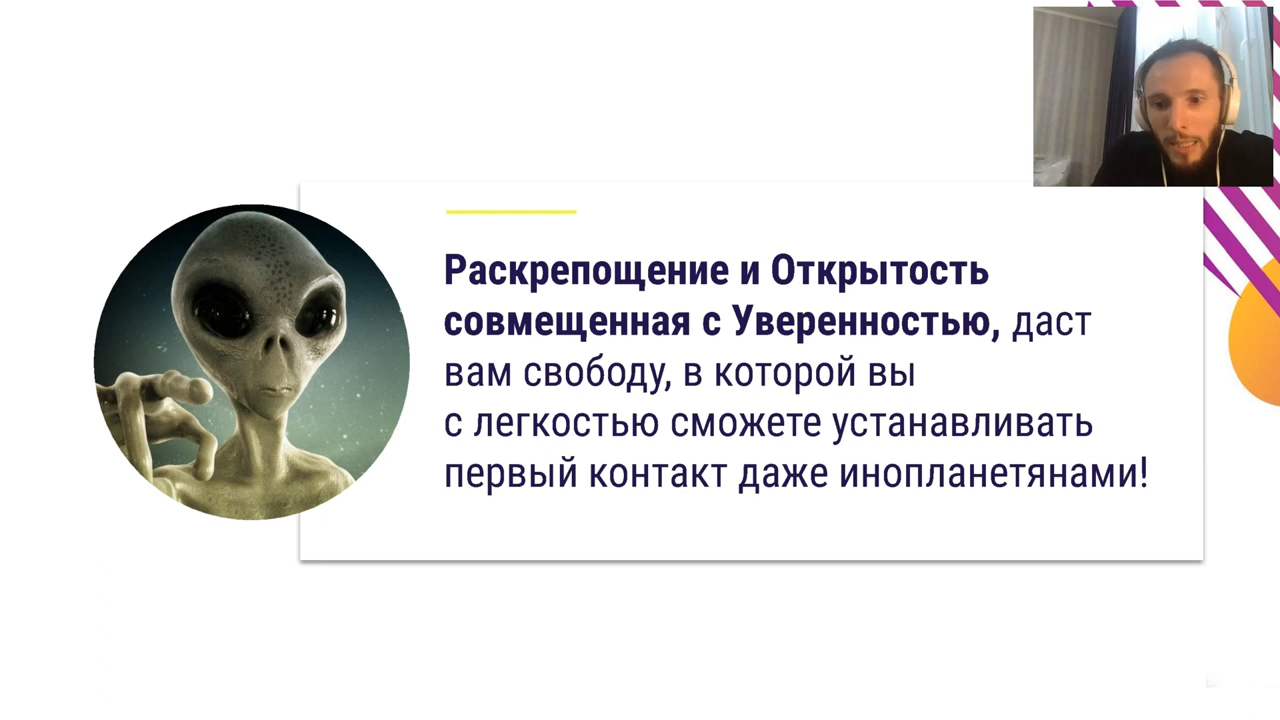 Раскрепощение и Открытость
совмещенная с Уверенностью, даст
вам свободу, в которой вы
с легкостью сможете устанавливать
первый контакт даже инопланетянами!